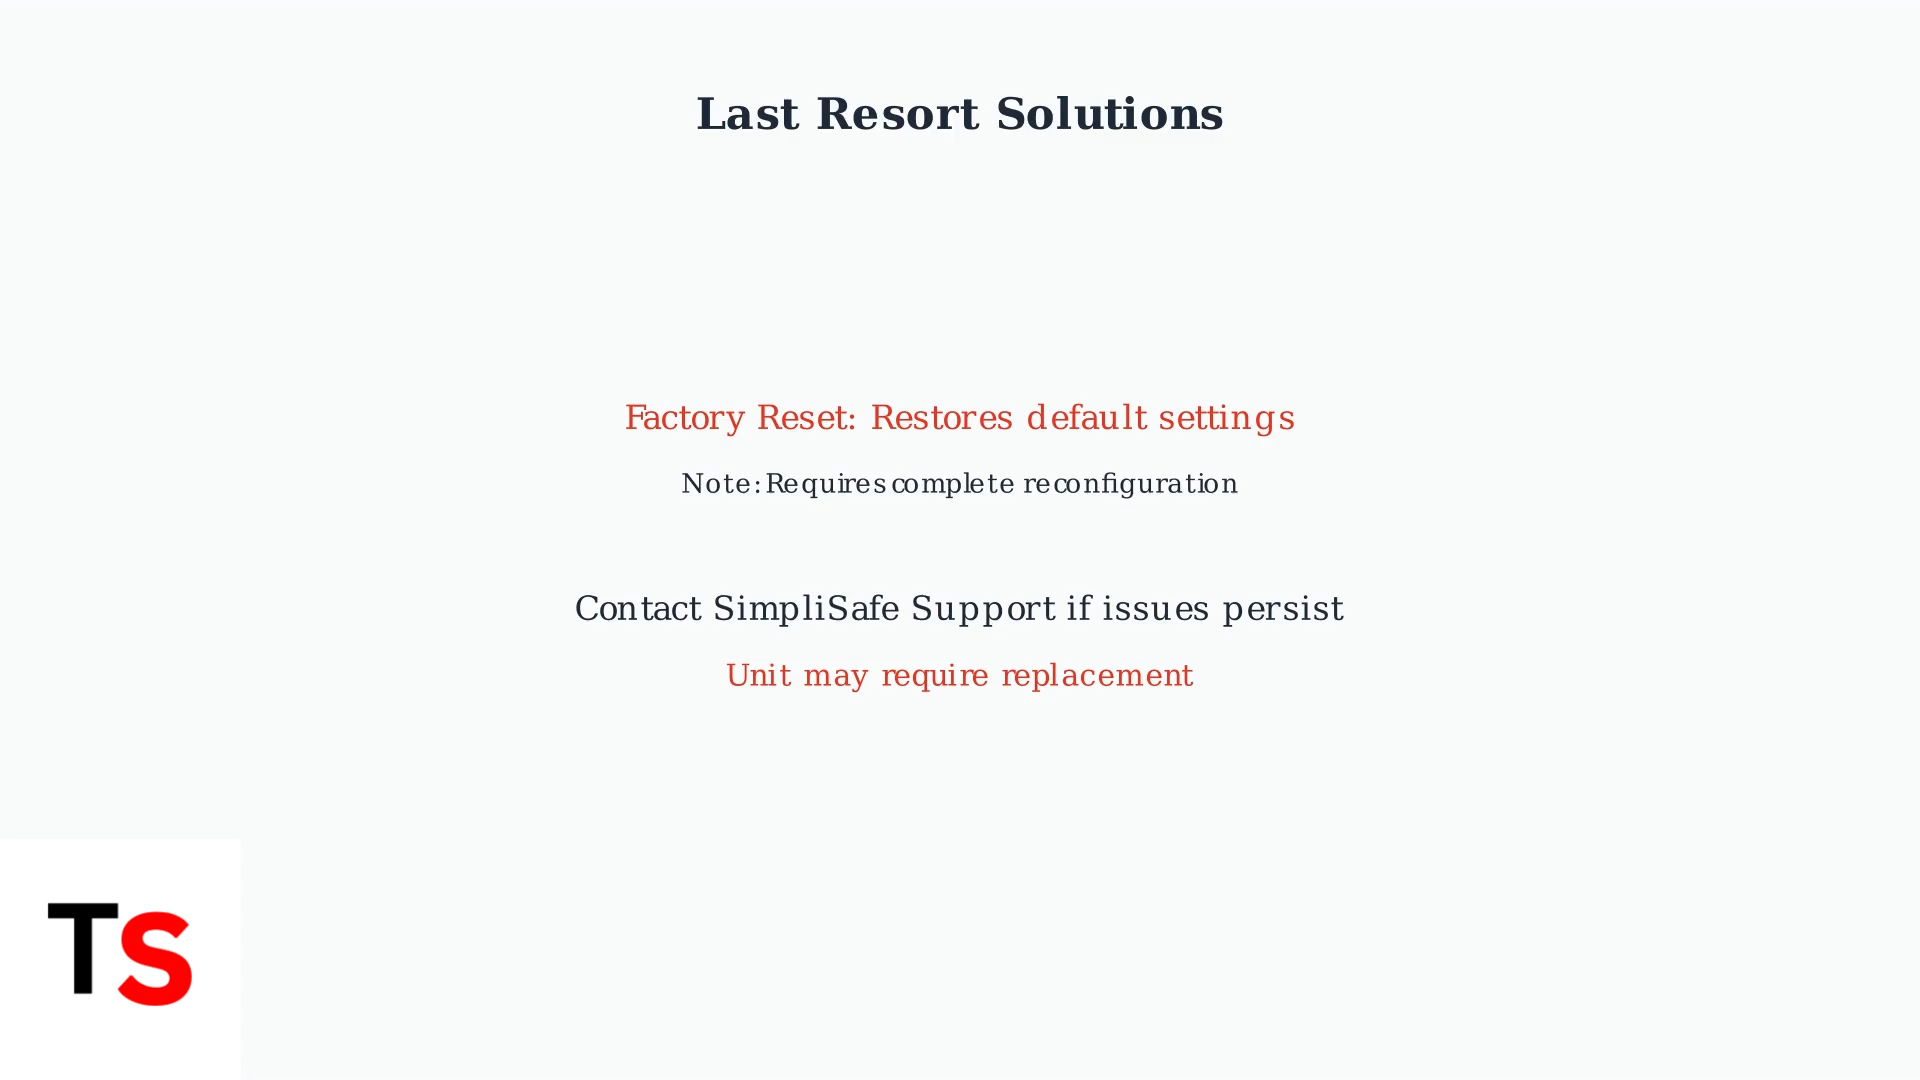 Last Resort Solutions
Factory Reset: Restores default settings
Note: Requires complete reconfiguration
Contact SimpliSafe Support if issues persist
Unit may require replacement
TS